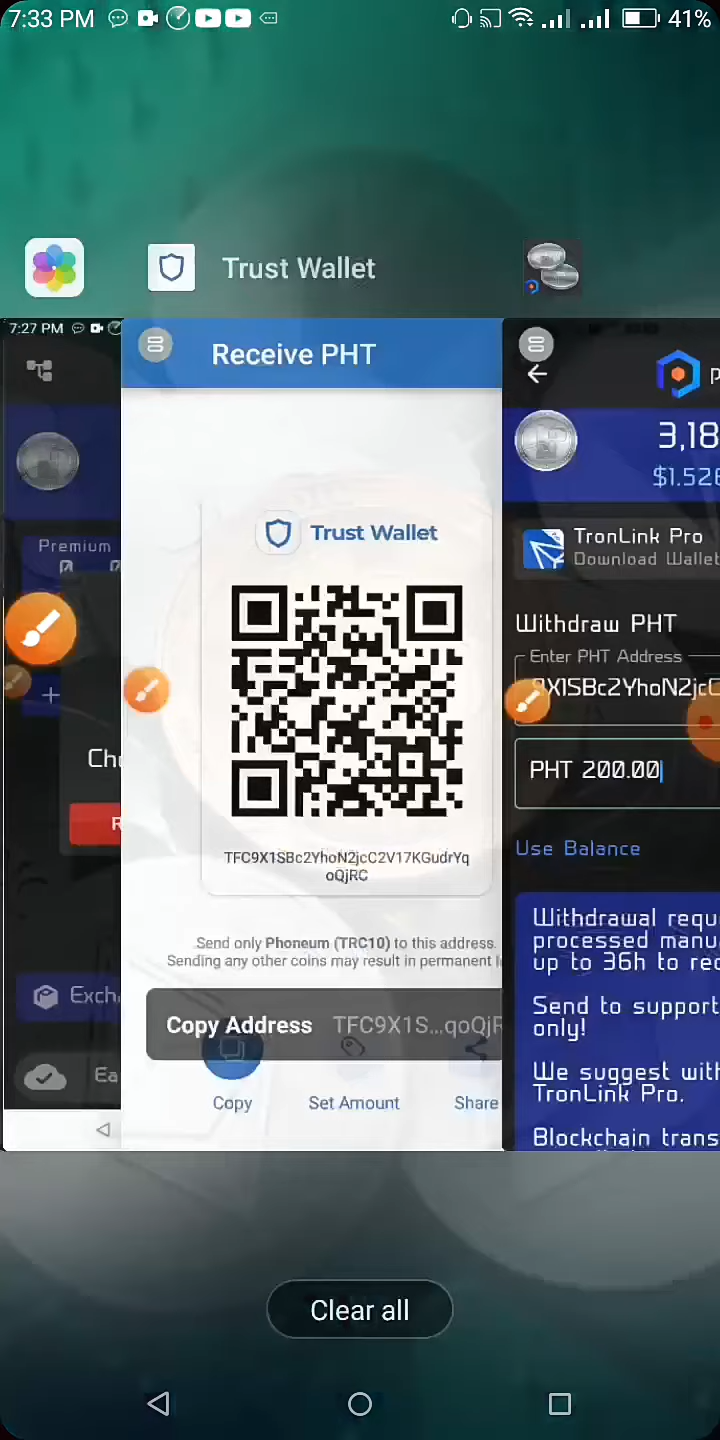 7:33 PM
41%
Trust Wallet
7:27 PM
Receive PHT
3,18
$1.52
Trust Wallet
TronLink Pro
Download Wallet
Premium
Withdraw PHT
Enter PHT Address
9X1SBc2YhoN2jcC
PHT 200.00
Use Balance
TFC9X1SBc2YhoN2jcC2V17KGudrYq
oQjRC
Send only Phoneum (TRC10) to this address.
Sending any other coins may result in permanent l
Withdrawal requ
processed manu
up to 36h to rec
Send to support
only!
We suggest with
TronLink Pro.
Blockchain trans
Exch
Copy Address TFC9X1S...qoQjR
Ea
Copy
Set Amount
Share
Clear all